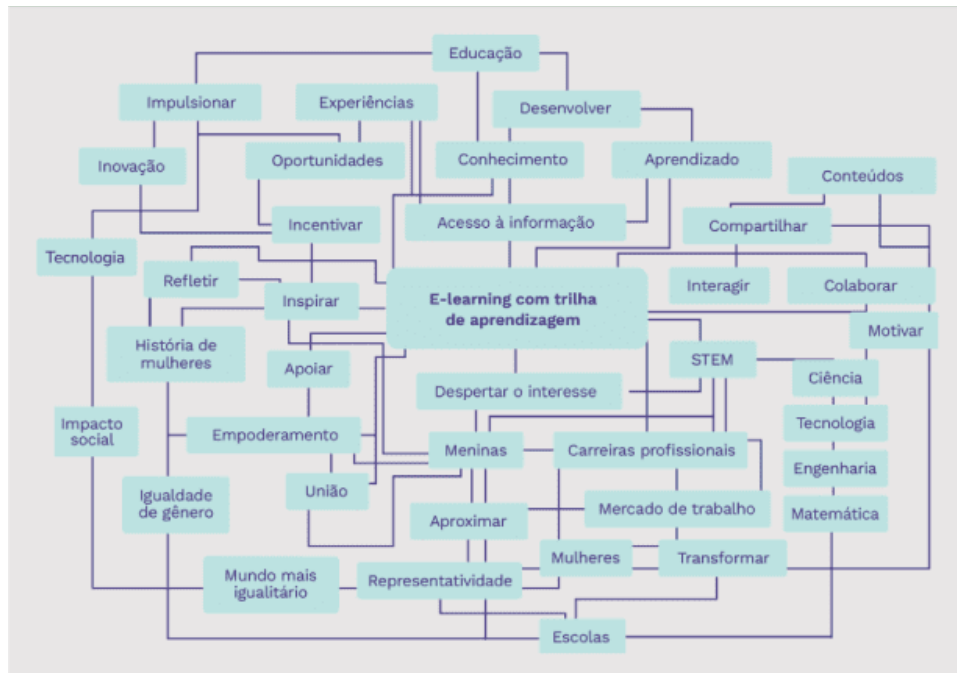 Educação
Impulsionar
Experiências
Desenvolver
Inovação
Oportunidades
Conhecimento
Aprendizado
Conteúdos
Incentivar
Acesso à informação
Compartilhar
Tecnologia
Refletir
Inspirar
E-learning com trilha
de aprendizagem
Interagir
Colaborar
História de
mulheres
Apoiar
STEM
Motivar
Ciência
Despertar o interesse
Impacto
social
Empoderamento
Meninas
Carreiras profissionais
Tecnologia
Engenharia
Igualdade
de gênero
União
Aproximar
Mercado de trabalho
Matemática
Mundo mais
igualitário
Representatividade
Mulheres
Transformar
Escolas